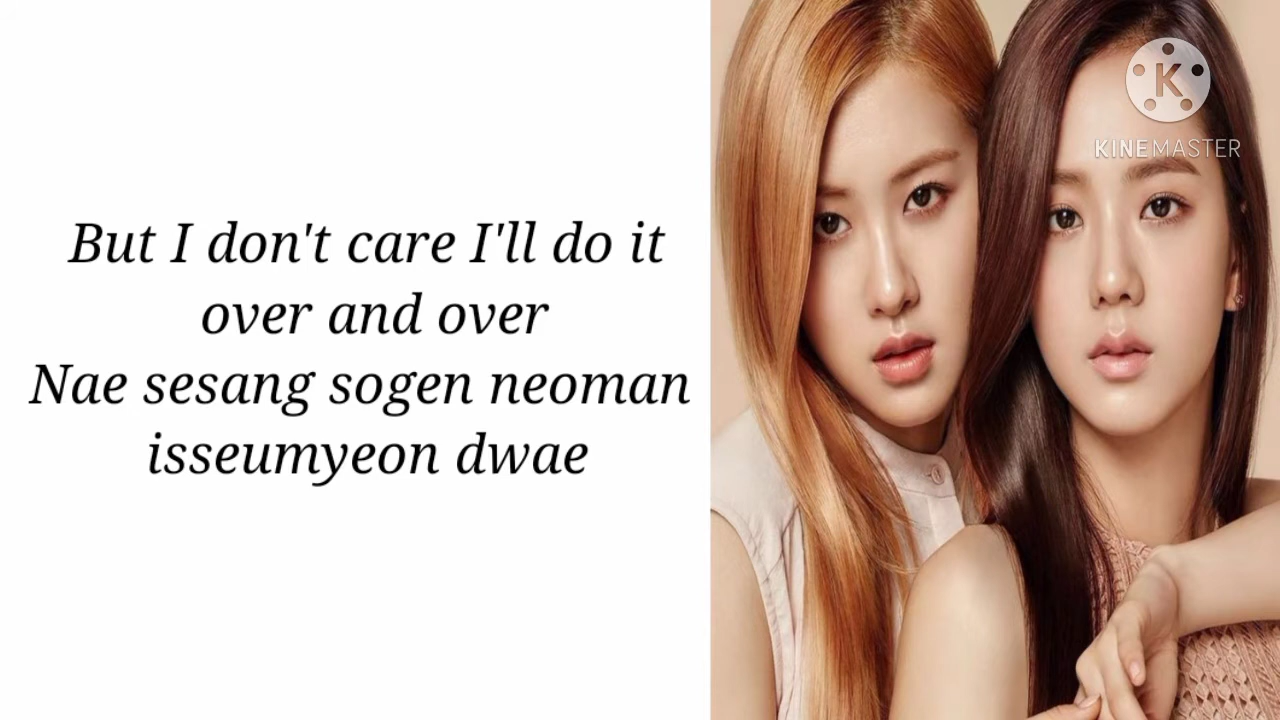 But I don't care I'll do it
over and over
Nae sesang sogen neoman
isseumyeon dwae
K
KINEMASTER